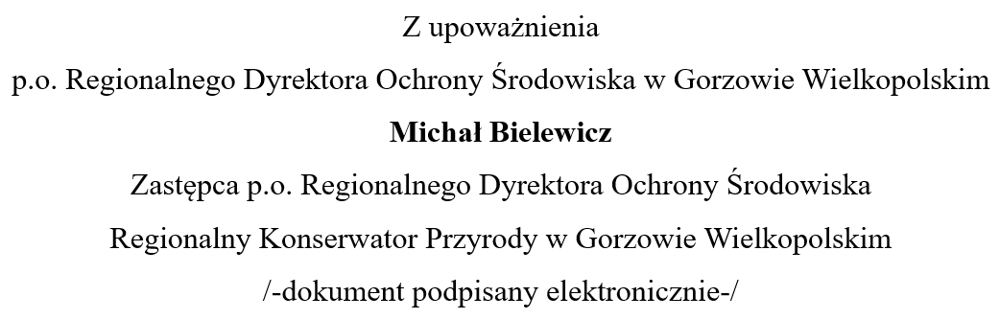 Z upoważnienia
p.o. Regionalnego Dyrektora Ochrony Środowiska w Gorzowie Wielkopolskim
Michał Bielewicz
Zastępca p.o. Regionalnego Dyrektora Ochrony Środowiska
Regionalny Konserwator Przyrody w Gorzowie Wielkopolskim
/-dokument podpisany elektronicznie-/